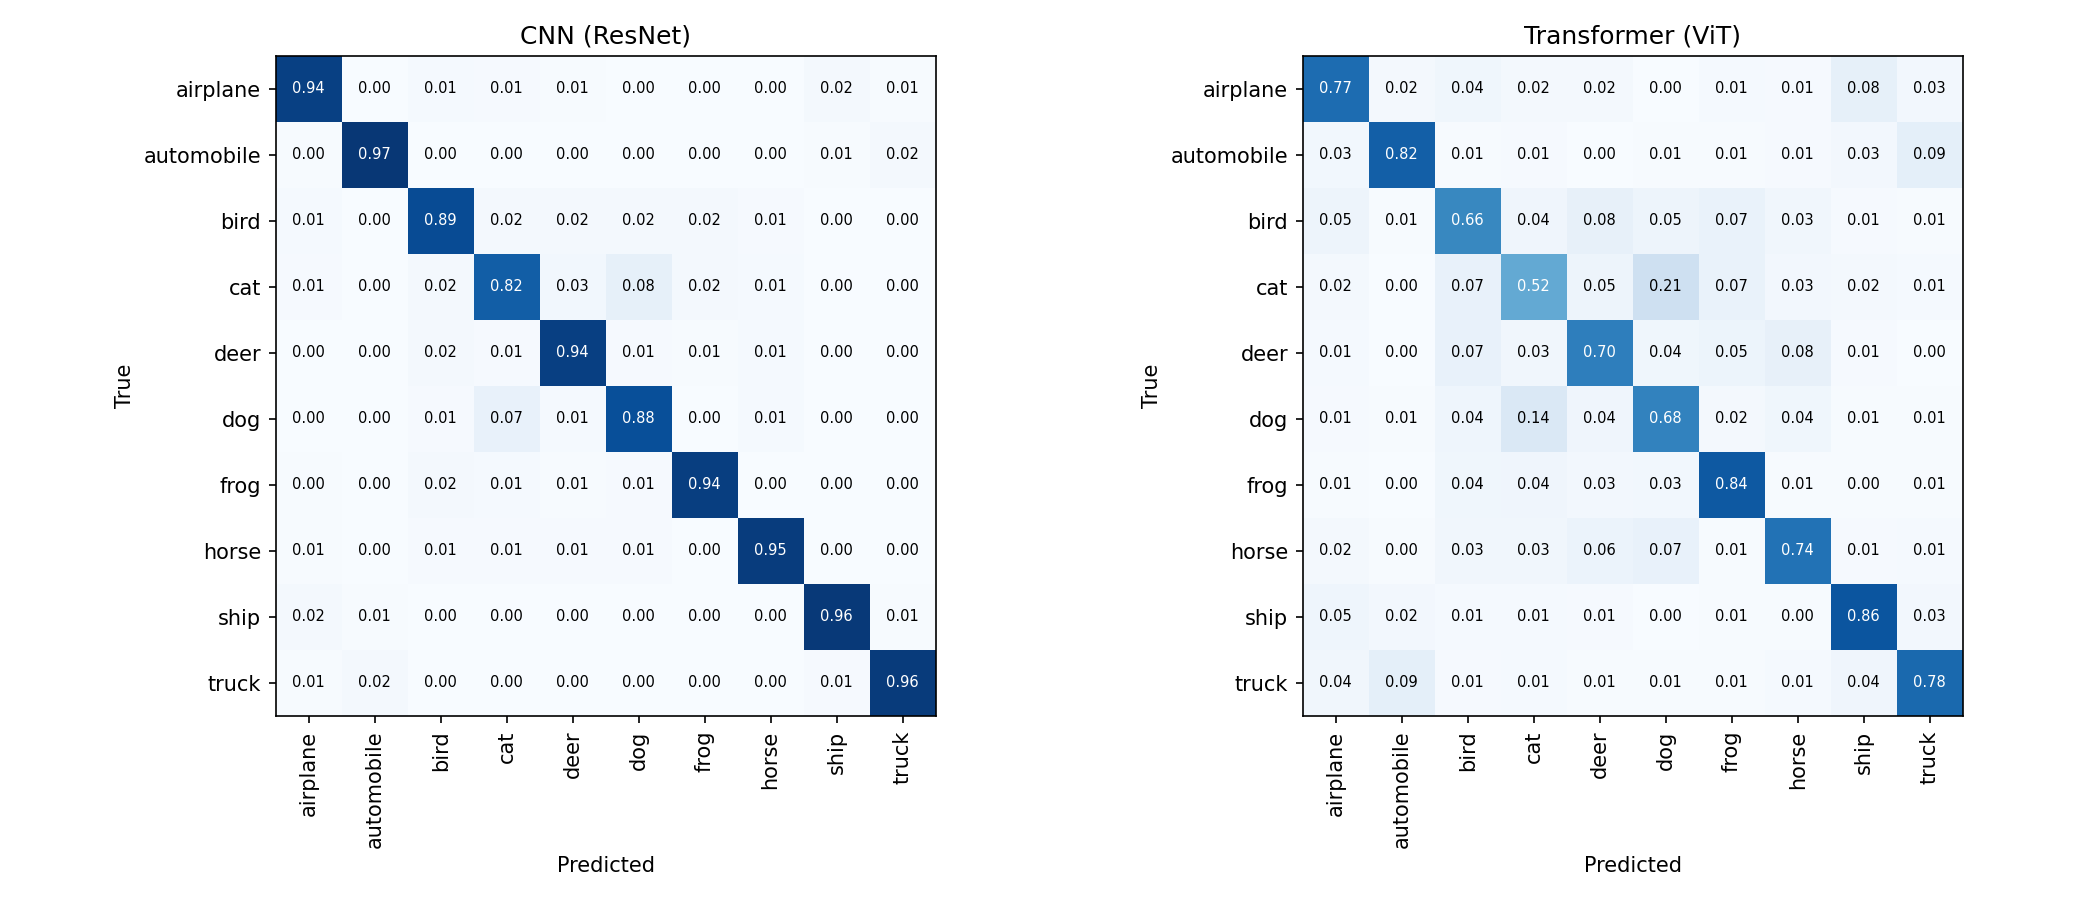 CNN (ResNet)
airplane 0.94 0.00 0.01 0.01 0.01 0.00 0.00 0.00 0.02 0.01
automobile 0.00 0.97 0.00 0.00 0.00 0.00 0.00 0.00 0.01 0.02
bird 0.01 0.00 0.89 0.02 0.02 0.02 0.02 0.01 0.00 0.00
cat 0.01 0.00 0.02 0.82 0.03 0.08 0.02 0.01 0.00 0.00
deer 0.00 0.00 0.02 0.01 0.94 0.01 0.01 0.01 0.00 0.00
dog 0.00 0.00 0.01 0.07 0.01 0.88 0.00 0.01 0.00 0.00
frog 0.00 0.00 0.02 0.01 0.01 0.01 0.94 0.00 0.00 0.00
horse 0.01 0.00 0.01 0.01 0.01 0.01 0.00 0.95 0.00 0.00
ship 0.02 0.01 0.00 0.00 0.00 0.00 0.00 0.00 0.96 0.01
truck 0.01 0.02 0.00 0.00 0.00 0.00 0.00 0.00 0.01 0.96
airplane automobile bird cat deer dog frog horse ship truck
True
Predicted
Transformer (ViT)
airplane 0.77 0.02 0.04 0.02 0.02 0.00 0.01 0.01 0.08 0.03
automobile 0.03 0.82 0.01 0.01 0.00 0.01 0.01 0.01 0.03 0.09
bird 0.05 0.01 0.66 0.04 0.08 0.05 0.07 0.03 0.01 0.01
cat 0.02 0.00 0.07 0.52 0.05 0.21 0.07 0.03 0.02 0.01
deer 0.01 0.00 0.07 0.03 0.70 0.04 0.05 0.08 0.01 0.00
dog 0.01 0.01 0.04 0.14 0.04 0.68 0.02 0.04 0.01 0.01
frog 0.01 0.00 0.04 0.04 0.03 0.03 0.84 0.01 0.00 0.01
horse 0.02 0.00 0.03 0.03 0.06 0.07 0.01 0.74 0.01 0.01
ship 0.05 0.02 0.01 0.01 0.01 0.00 0.01 0.00 0.86 0.03
truck 0.04 0.09 0.01 0.01 0.01 0.01 0.01 0.01 0.04 0.78
airplane automobile bird cat deer dog frog horse ship truck
True
Predicted